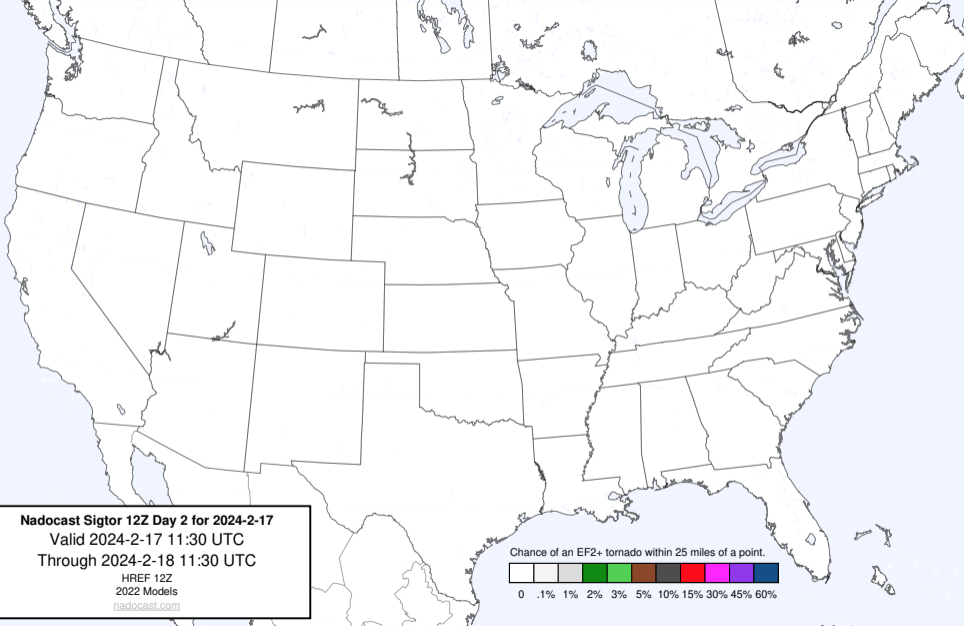 Nadocast Sigtor 12Z Day 2 for 2024-2-17
Valid 2024-2-17 11:30 UTC
Through 2024-2-18 11:30 UTC
HREF 12Z
2022 Models
nadocast.com
Chance of an EF2+ tornado within 25 miles of a point.
0 .1% 1% 2% 3% 5% 10% 15% 30% 45% 60%